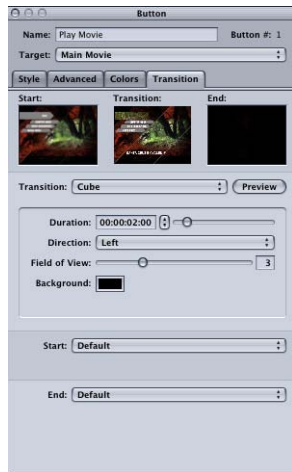 Button
Name: Play Movie Button #: 1
Target: Main Movie
Style Advanced Colors Transition
Start: Transition: End:
Transition: Cube Preview
Duration: 00:00:02:00
Direction: Left
Field of View: 3
Background:
Start: Default
End: Default